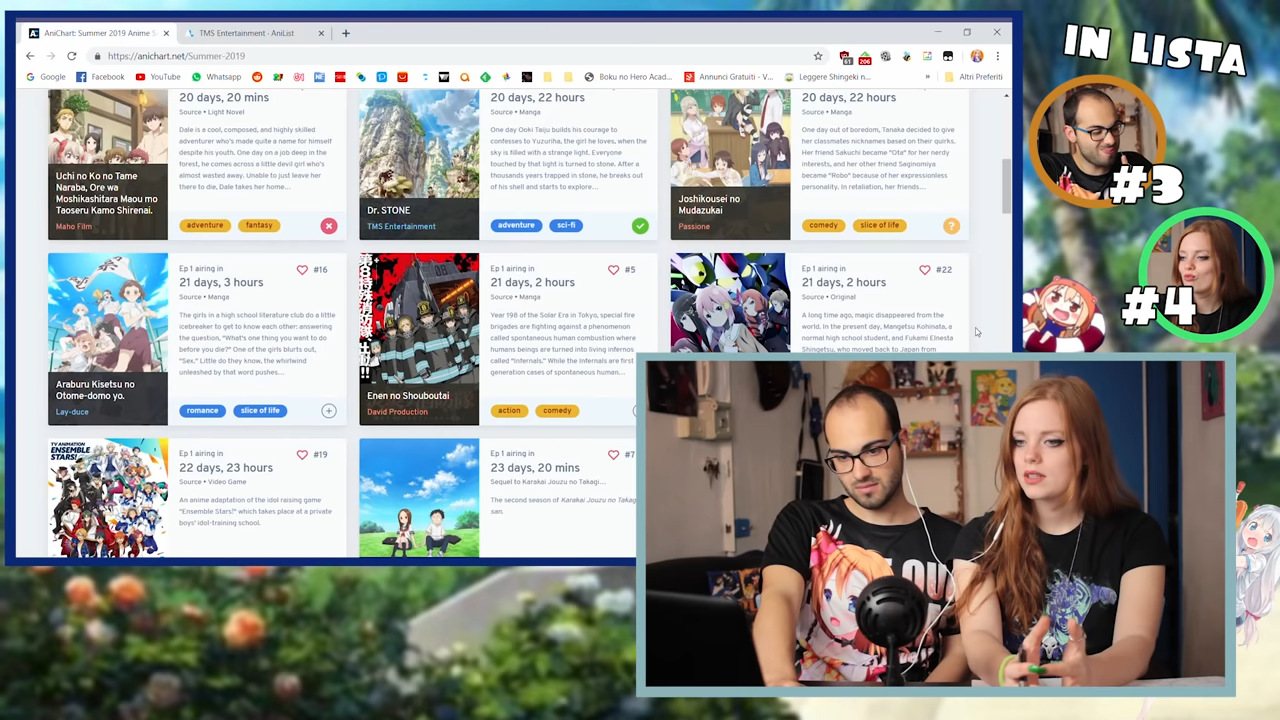 AniChart: Summer 2019 Anime S
TMS Entertainment · AniList
https://anichart.net/Summer-2019
61
206
Google
Facebook
YouTube
Whatsapp
Boku no Hero Acad...
Annunci Gratuiti - V...
Leggere Shingeki n...
»
Altri Preferiti
20 days, 20 mins
Source • Light Novel
Dale is a cool, composed, and highly skilled
adventurer who's made quite a name for himself
despite his youth. One day on a job deep in the
forest, he comes across a little devil girl who's
almost wasted away. Unable to just leave her
there to die, Dale takes her home...
Uchi no Ko no Tame
Naraba, Ore wa
Moshikashitara Maou mo
Taoseru Kamo Shirenai.
Maho Film
adventure
fantasy
20 days, 22 hours
Source • Manga
One day Ooki Taiju builds his courage to
confesses to Yuzuriha, the girl he loves, when the
sky is filled with a strange light. Everyone
touched by that light is turned to stone. After a
thousands years trapped in stone, he breaks out
of his shell and starts to explore...
Dr. STONE
TMS Entertainment
adventure
sci-fi
20 days, 22 hours
Source • Manga
One day out of boredom, Tanaka decided to give
her classmates nicknames based on their quirks.
Her friend Sakuchi became "Ota" for her nerdy
interests, and her other friend Saginomiya
became "Robo" because of her expressionless
personality. In retaliation, her friends...
Joshikousei no
Mudazukai
Passione
comedy
slice of life
?
Ep 1 airing in
#16
21 days, 3 hours
Source • Manga
The girls in a high school literature club do a little
icebreaker to get to know each other: answering
the question, "What's one thing you want to do
before you die?" One of the girls blurts out,
"Sex." Little do they know, the whirlwind
unleashed by that word pushes...
Araburu Kisetsu no
Otome-domo yo.
Lay-duce
romance
slice of life
Ep 1 airing in
#5
21 days, 2 hours
Source • Manga
Year 198 of the Solar Era in Tokyo, special fire
brigades are fighting against a phenomenon
called spontaneous human combustion where
humans beings are turned into living infernos
called "Infernals." While the infernals are first
generation cases of spontaneous human...
Enen no Shouboutai
David Production
action
comedy
Ep 1 airing in
#22
21 days, 2 hours
Source • Original
A long time ago, magic disappeared from the
world. In the present day, Mangetsu Kohinata, a
normal high school student, and Fukami Elnesta
Shingetsu, who moved back to Japan from
TV ANIMATION
ENSEMBLE
STARS!
Ep 1 airing in
#19
22 days, 23 hours
Source • Video Game
An anime adaptation of the idol raising game
"Ensemble Stars!" which takes place at a private
boys' idol-training school.
Ep 1 airing in
#7
23 days, 20 mins
Sequel to Karakai Jouzu no Takagi...
The second season of Karakai Jouzu no Takag
san.
IN LISTA
#3
#4